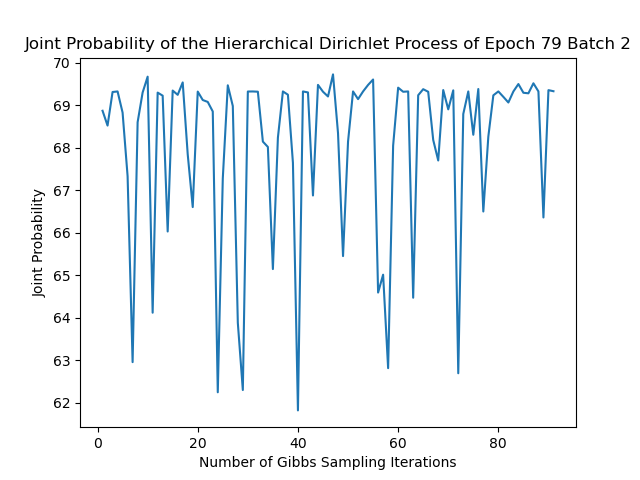 Joint Probability of the Hierarchical Dirichlet Process of Epoch 79 Batch 2
70
69
68
67
66
65
64
63
62
Joint Probability
0 20 40 60 80
Number of Gibbs Sampling Iterations